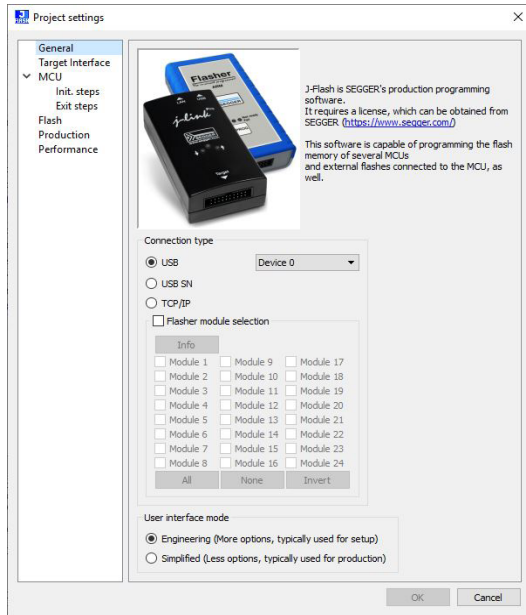 Project settings
General
Target Interface
MCU
Init. steps
Exit steps
Flash
Production
Performance
Flasher
ARM
SEGGER
J-Link
Target
J-Flash is SEGGER's production programming
software.
It requires a license, which can be obtained from
SEGGER (https://www.segger.com/)
This software is capable of programming the flash
memory of several MCUs
and external flashes connected to the MCU, as
well.
Connection type
USB
Device 0
USB SN
TCP/IP
Flasher module selection
Info
Module 1 Module 9 Module 17
Module 2 Module 10 Module 18
Module 3 Module 11 Module 19
Module 4 Module 12 Module 20
Module 5 Module 13 Module 21
Module 6 Module 14 Module 22
Module 7 Module 15 Module 23
Module 8 Module 16 Module 24
All None Invert
User interface mode
Engineering (More options, typically used for setup)
Simplified (Less options, typically used for production)
OK Cancel